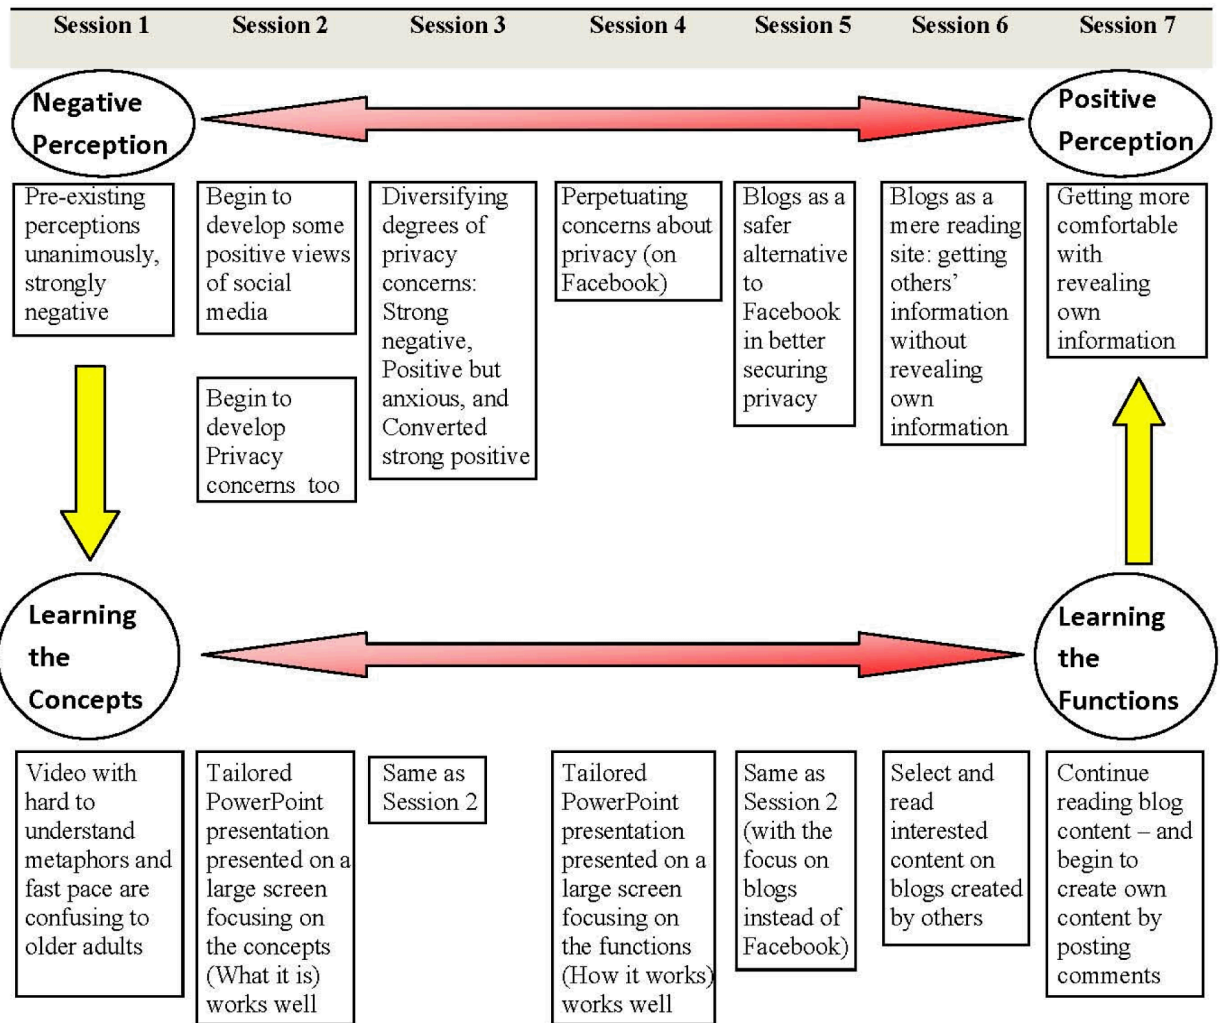 Session 1 Session 2 Session 3 Session 4 Session 5 Session 6 Session 7
Negative
Perception
Positive
Perception
Pre-existing
perceptions
unanimously,
strongly
negative
Begin to
develop some
positive views
of social
media
Begin to
develop
Privacy
concerns too
Diversifying
degrees of
privacy
concerns:
Strong
negative,
Positive but
anxious, and
Converted
strong positive
Perpetuating
concerns about
privacy (on
Facebook)
Blogs as a
safer
alternative
to
Facebook
in better
securing
privacy
Blogs as a
mere reading
site: getting
others’
information
without
revealing
own
information
Getting more
comfortable
with
revealing
own
information
Learning
the
Concepts
Learning
the
Functions
Video with
hard to
understand
metaphors and
fast pace are
confusing to
older adults
Tailored
PowerPoint
presentation
presented on a
large screen
focusing on
the concepts
(What it is)
works well
Same as
Session 2
Tailored
PowerPoint
presentation
presented on a
large screen
focusing on
the functions
(How it works)
works well
Same as
Session 2
(with the
focus on
blogs
instead of
Facebook)
Select and
read
interested
content on
blogs created
by others
Continue
reading blog
content – and
begin to
create own
content by
posting
comments